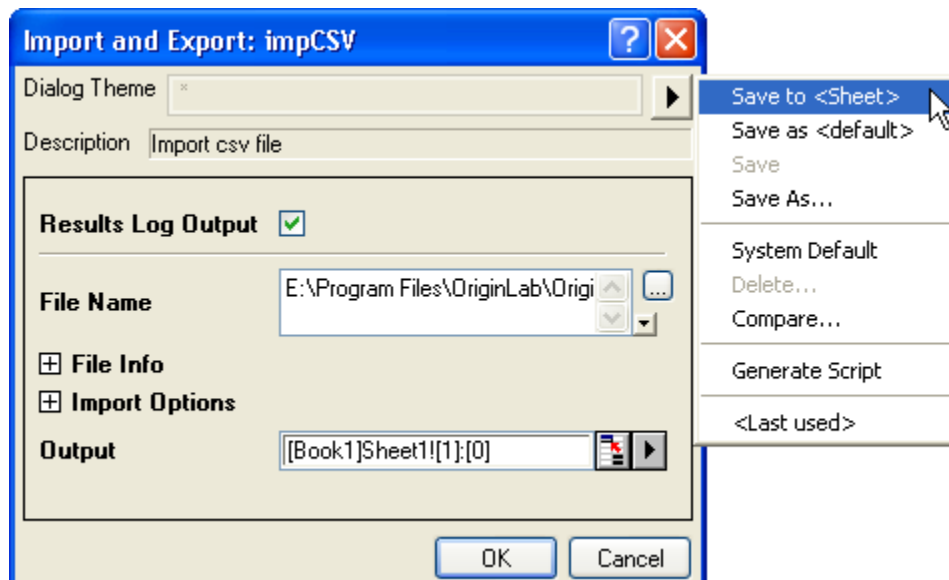 Import and Export: impCSV
Dialog Theme *
Description Import csv file
Results Log Output
File Name E:\Program Files\OriginLab\Origi
...
File Info
Import Options
Output [Book1]Sheet1![1]:[0]
OK Cancel
Save to <Sheet>
Save as <default>
Save
Save As...
System Default
Delete...
Compare...
Generate Script
<Last used>